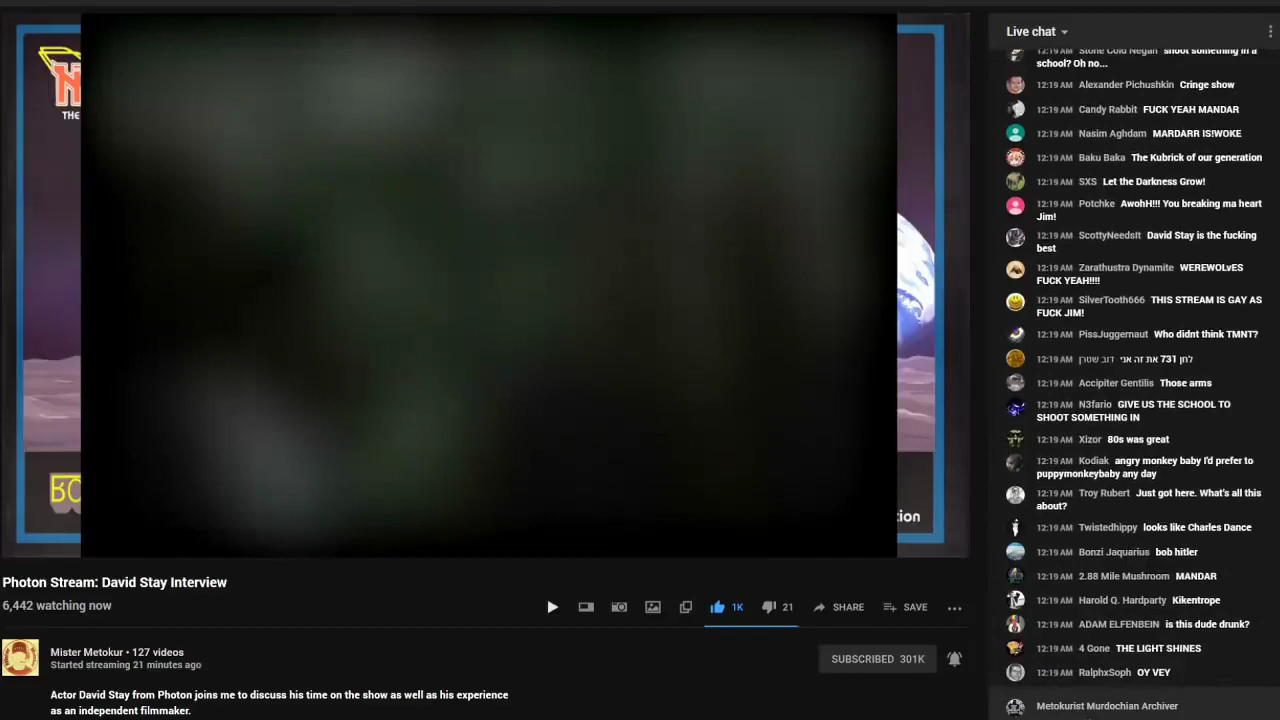 THE
ion
Photon Stream: David Stay Interview
6,442 watching now
1K
21
SHARE
SAVE
Mister Metokur • 127 videos
Started streaming 21 minutes ago
SUBSCRIBED 301K
Actor David Stay from Photon joins me to discuss his time on the show as well as his experience
as an independent filmmaker.
Live chat
12:19 AM Stone Cold Negan shoot something in a
school? Oh no...
12:19 AM Alexander Pichushkin Cringe show
12:19 AM Candy Rabbit FUCK YEAH MANDAR
12:19 AM Nasim Aghdam MARDARR IS!WOKE
12:19 AM Baku Baka The Kubrick of our generation
12:19 AM SXS Let the Darkness Grow!
12:19 AM Potchke AwohH!!! You breaking ma heart
Jim!
12:19 AM ScottyNeedsIt David Stay is the fucking
best
12:19 AM Zarathustra Dynamite WEREWOLvES
FUCK YEAH!!!!
12:19 AM SilverTooth666 THIS STREAM IS GAY AS
FUCK JIM!
12:19 AM PissJuggernaut Who didnt think TMNT?
12:19 AM דוב שטרן את זה אני 731 לחן
12:19 AM Accipiter Gentilis Those arms
12:19 AM N3fario GIVE US THE SCHOOL TO
SHOOT SOMETHING IN
12:19 AM Xizor 80s was great
12:19 AM Kodiak angry monkey baby I'd prefer to
puppymonkeybaby any day
12:19 AM Troy Rubert Just got here. What's all this
about?
12:19 AM Twistedhippy looks like Charles Dance
12:19 AM Bonzi Jaquarius bob hitler
12:19 AM 2.88 Mile Mushroom MANDAR
12:19 AM Harold Q. Hardparty Kikentrope
12:19 AM ADAM ELFENBEIN is this dude drunk?
12:19 AM 4 Gone THE LIGHT SHINES
12:19 AM RalphxSoph OY VEY
Metokurist Murdochian Archiver